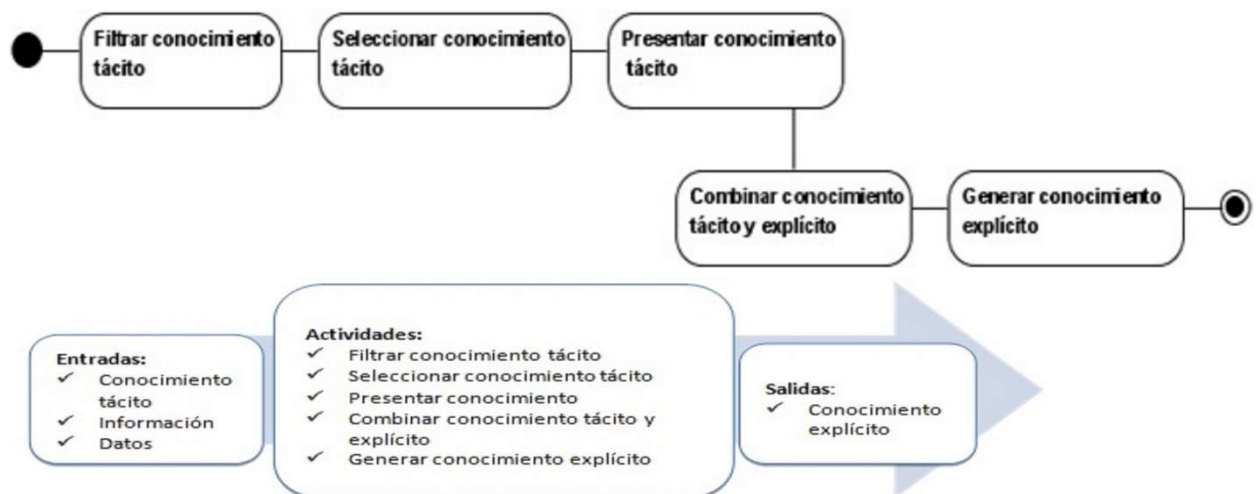 Filtrar conocimiento
tácito
Seleccionar conocimiento
tácito
Presentar conocimiento
tácito
Combinar conocimiento
tácito y explícito
Generar conocimiento
explícito
Entradas:
✓ Conocimiento
tácito
✓ Información
✓ Datos
Actividades:
✓ Filtrar conocimiento tácito
✓ Seleccionar conocimiento tácito
✓ Presentar conocimiento
✓ Combinar conocimiento tácito y
explícito
✓ Generar conocimiento explícito
Salidas:
✓ Conocimiento
explícito